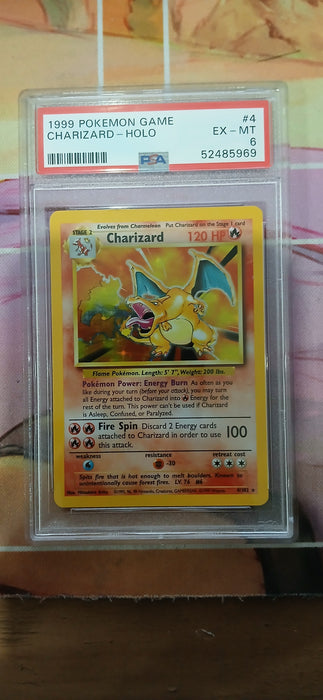 1999 POKEMON GAME #4
CHARIZARD-HOLO EX-MT
6
PSA 52485969
Evolves from Charmeleon Put Charizard on the Stage 1 card
STAGE 2 Charizard 120 HP
Flame Pokémon. Length: 5' 7", Weight: 200 lbs.
Pokémon Power: Energy Burn As often as you
like during your turn (before your attack), you may turn
all Energy attached to Charizard into Energy for
the rest of the turn. This power can't be used if Charizard
is Asleep, Confused, or Paralyzed.
Fire Spin Discard 2 Energy cards
attached to Charizard in order to use 100
this attack.
weakness resistance retreat cost
-30
Spits fire that is hot enough to melt boulders. Known to
unintentionally cause forest fires. LV. 76 #6
Illus. Mitsuhiro Arita 4/102